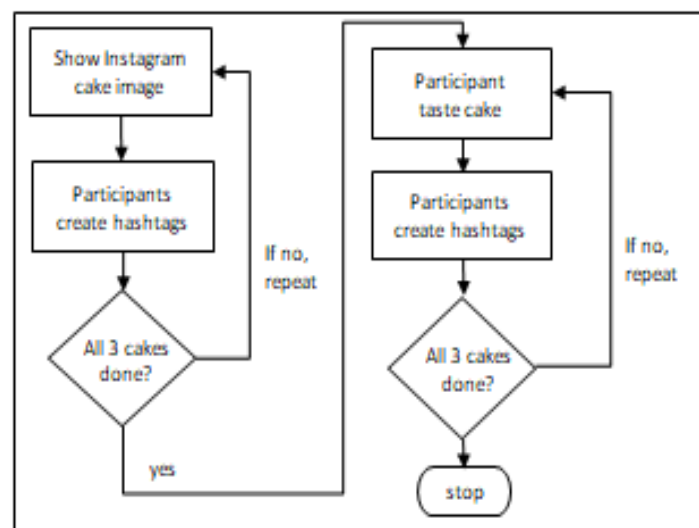 Show Instagram
cake image
Participants
create hashtags
If no,
repeat
All 3 cakes
done?
yes
Participant
taste cake
Participants
create hashtags
If no,
repeat
All 3 cakes
done?
stop